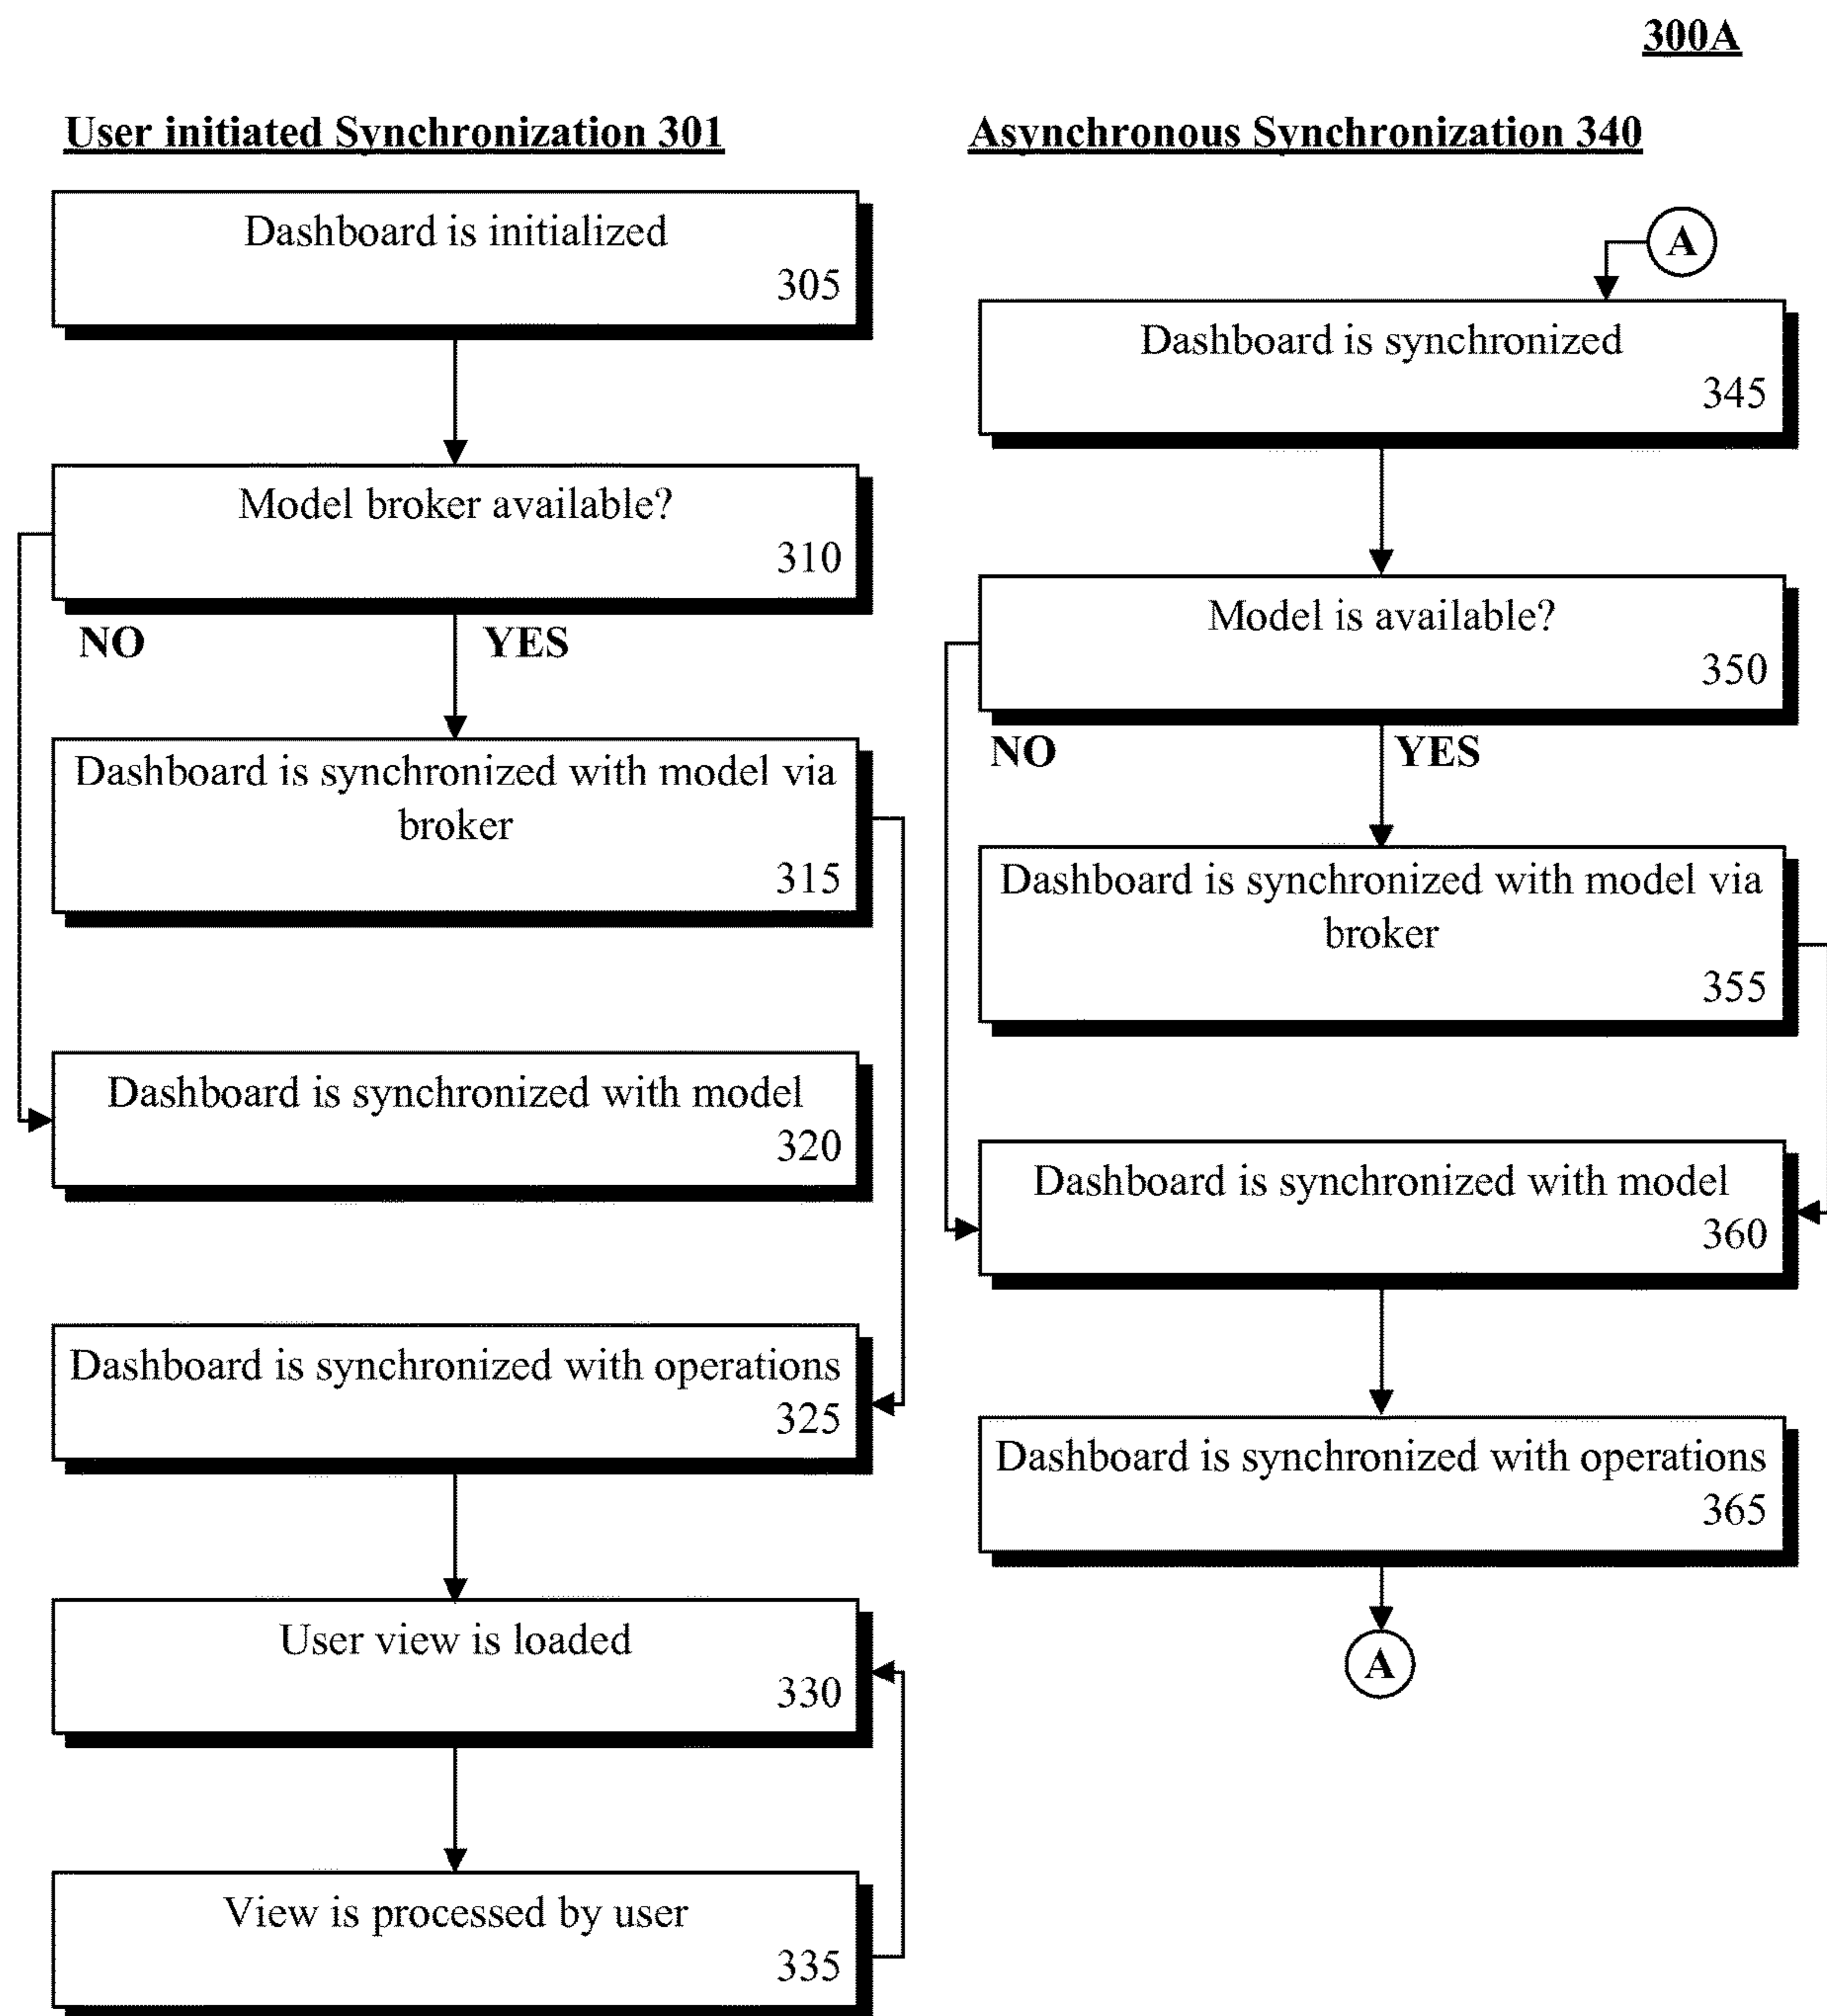 300A
User initiated Synchronization 301
Dashboard is initialized
305
Model broker available?
310
NO
YES
Dashboard is synchronized with model via
broker
315
Dashboard is synchronized with model
320
Dashboard is synchronized with operations
325
User view is loaded
330
View is processed by user
335
Asynchronous Synchronization 340
A
Dashboard is synchronized
345
Model is available?
350
NO
YES
Dashboard is synchronized with model via
broker
355
Dashboard is synchronized with model
360
Dashboard is synchronized with operations
365
A